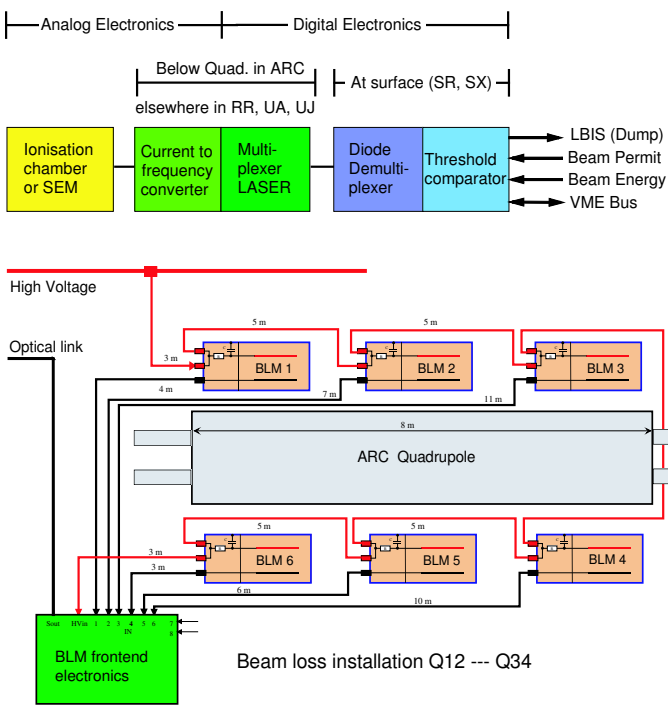 Analog Electronics
Digital Electronics
Below Quad. in ARC
At surface (SR, SX)
elsewhere in RR, UA, UJ
Ionisation
chamber
or SEM
Current to
frequency
converter
Multi-
plexer
LASER
Diode
Demulti-
plexer
Threshold
comparator
LBIS (Dump)
Beam Permit
Beam Energy
VME Bus
High Voltage
Optical link
5 m
5 m
3 m
C
R
BLM 1
C
R
BLM 2
C
R
BLM 3
4 m
7 m
11 m
8 m
ARC Quadrupole
5 m
5 m
3 m
C
R
BLM 6
C
R
BLM 5
C
R
BLM 4
3 m
6 m
10 m
Sout HVin 1 2 3 4 5 6 7
IN 8
BLM frontend
electronics
Beam loss installation Q12 --- Q34